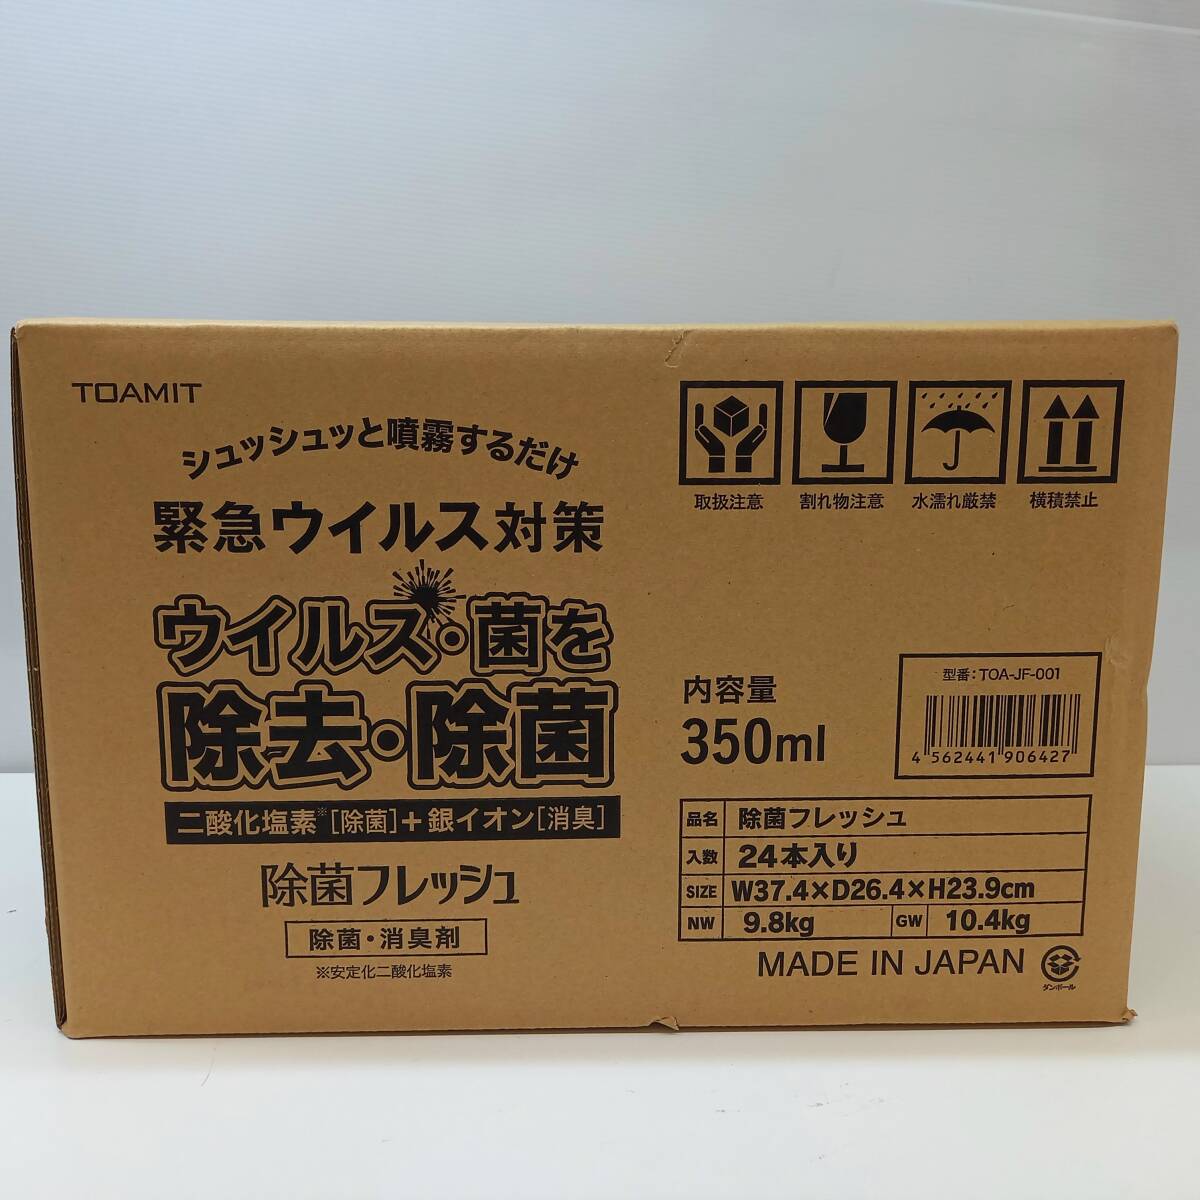 TOAMIT
シュッシュッと噴霧するだけ
緊急ウイルス対策
ウイルス・菌を
除去・除菌
二酸化塩素※[除菌]+銀イオン[消臭]
除菌フレッシュ
除菌・消臭剤
※安定化二酸化塩素
取扱注意 割れ物注意 水濡れ厳禁 横積禁止
内容量
350ml
型番：TOA-JF-001
4 562441 906427
品名 除菌フレッシュ
入数 24本入り
SIZE W37.4×D26.4×H23.9cm
NW 9.8kg GW 10.4kg
MADE IN JAPAN
ダンボール